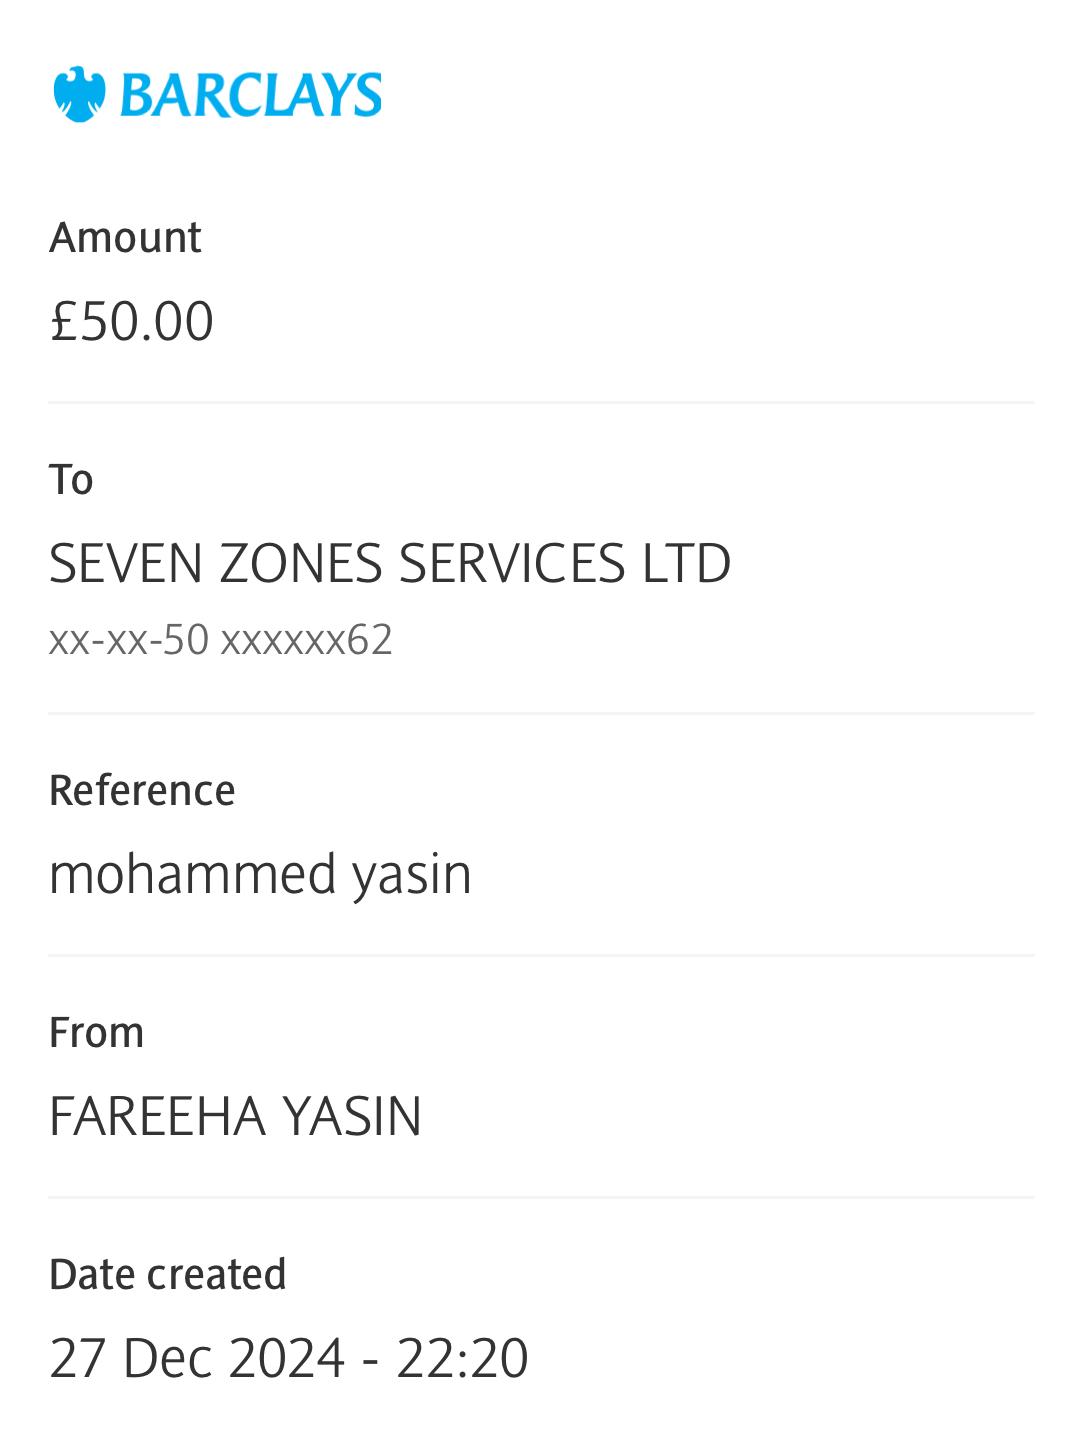 BARCLAYS
Amount
£50.00
To
SEVEN ZONES SERVICES LTD
xx-xx-50 xxxxxx62
Reference
mohammed yasin
From
FAREEHA YASIN
Date created
27 Dec 2024 - 22:20